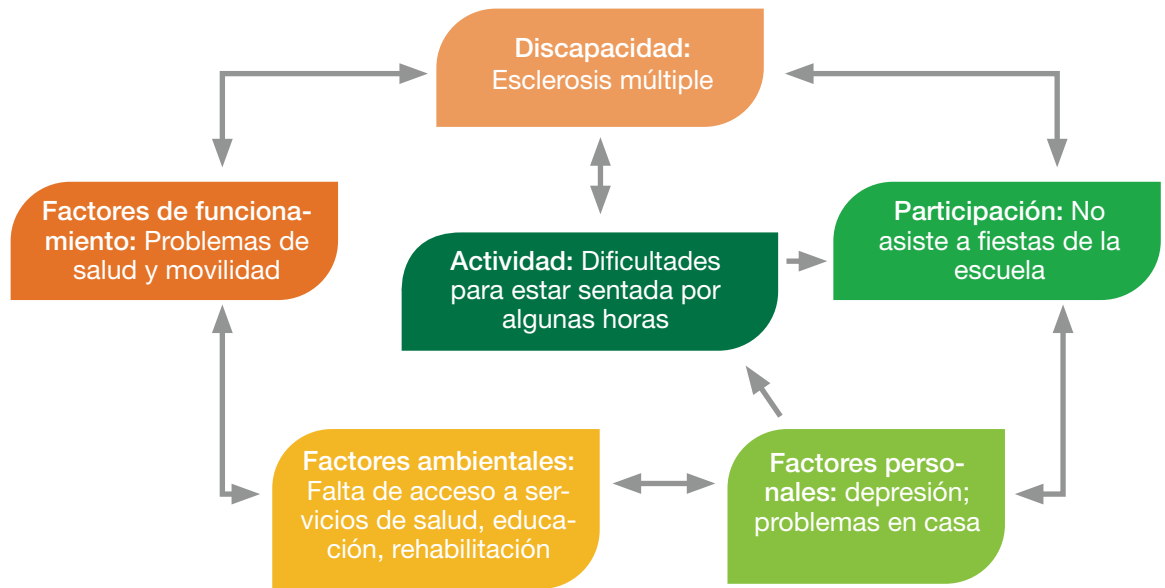 Discapacidad:
Esclerosis múltiple
Factores de funciona-
miento: Problemas de
salud y movilidad
Participación: No
asiste a fiestas de la
escuela
Actividad: Dificultades
para estar sentada por
algunas horas
Factores ambientales:
Falta de acceso a ser-
vicios de salud, educa-
ción, rehabilitación
Factores perso-
nales: depresión;
problemas en casa